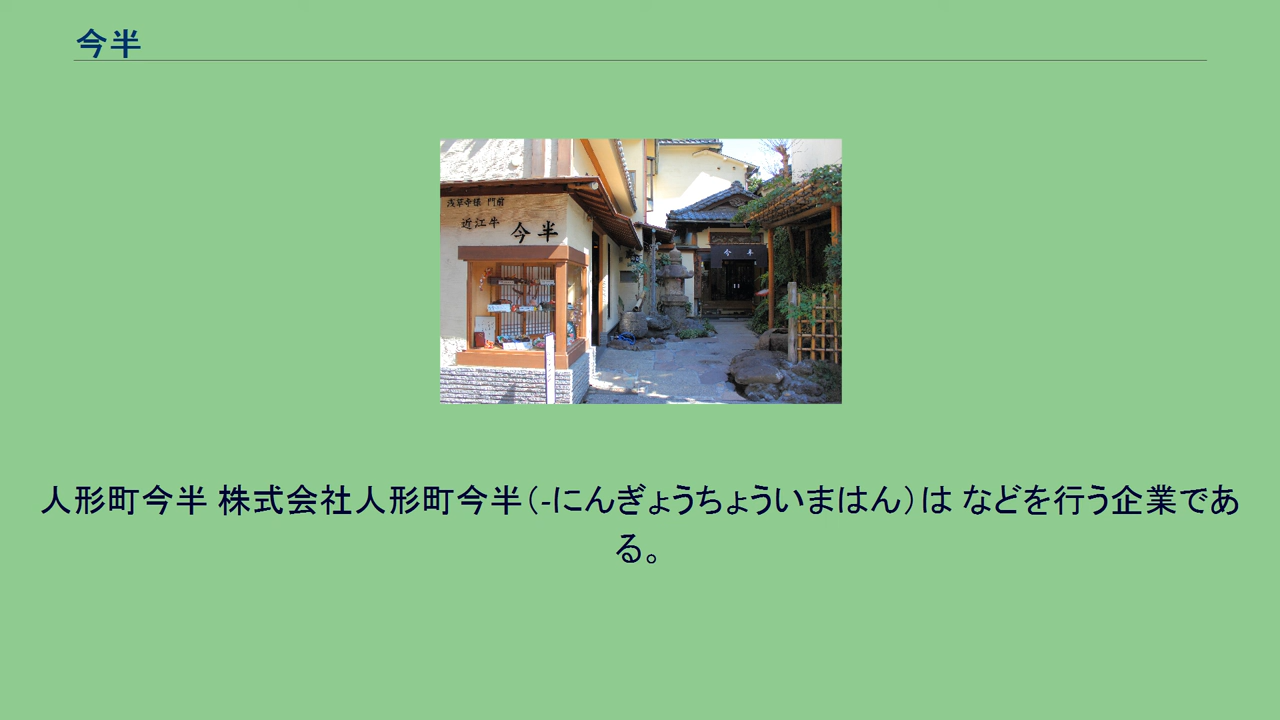 今半
浅草寺様 門前
近江牛
今半
今半
人形町今半 株式会社人形町今半（-にんぎょうちょういまはん）は などを行う企業であ
る。